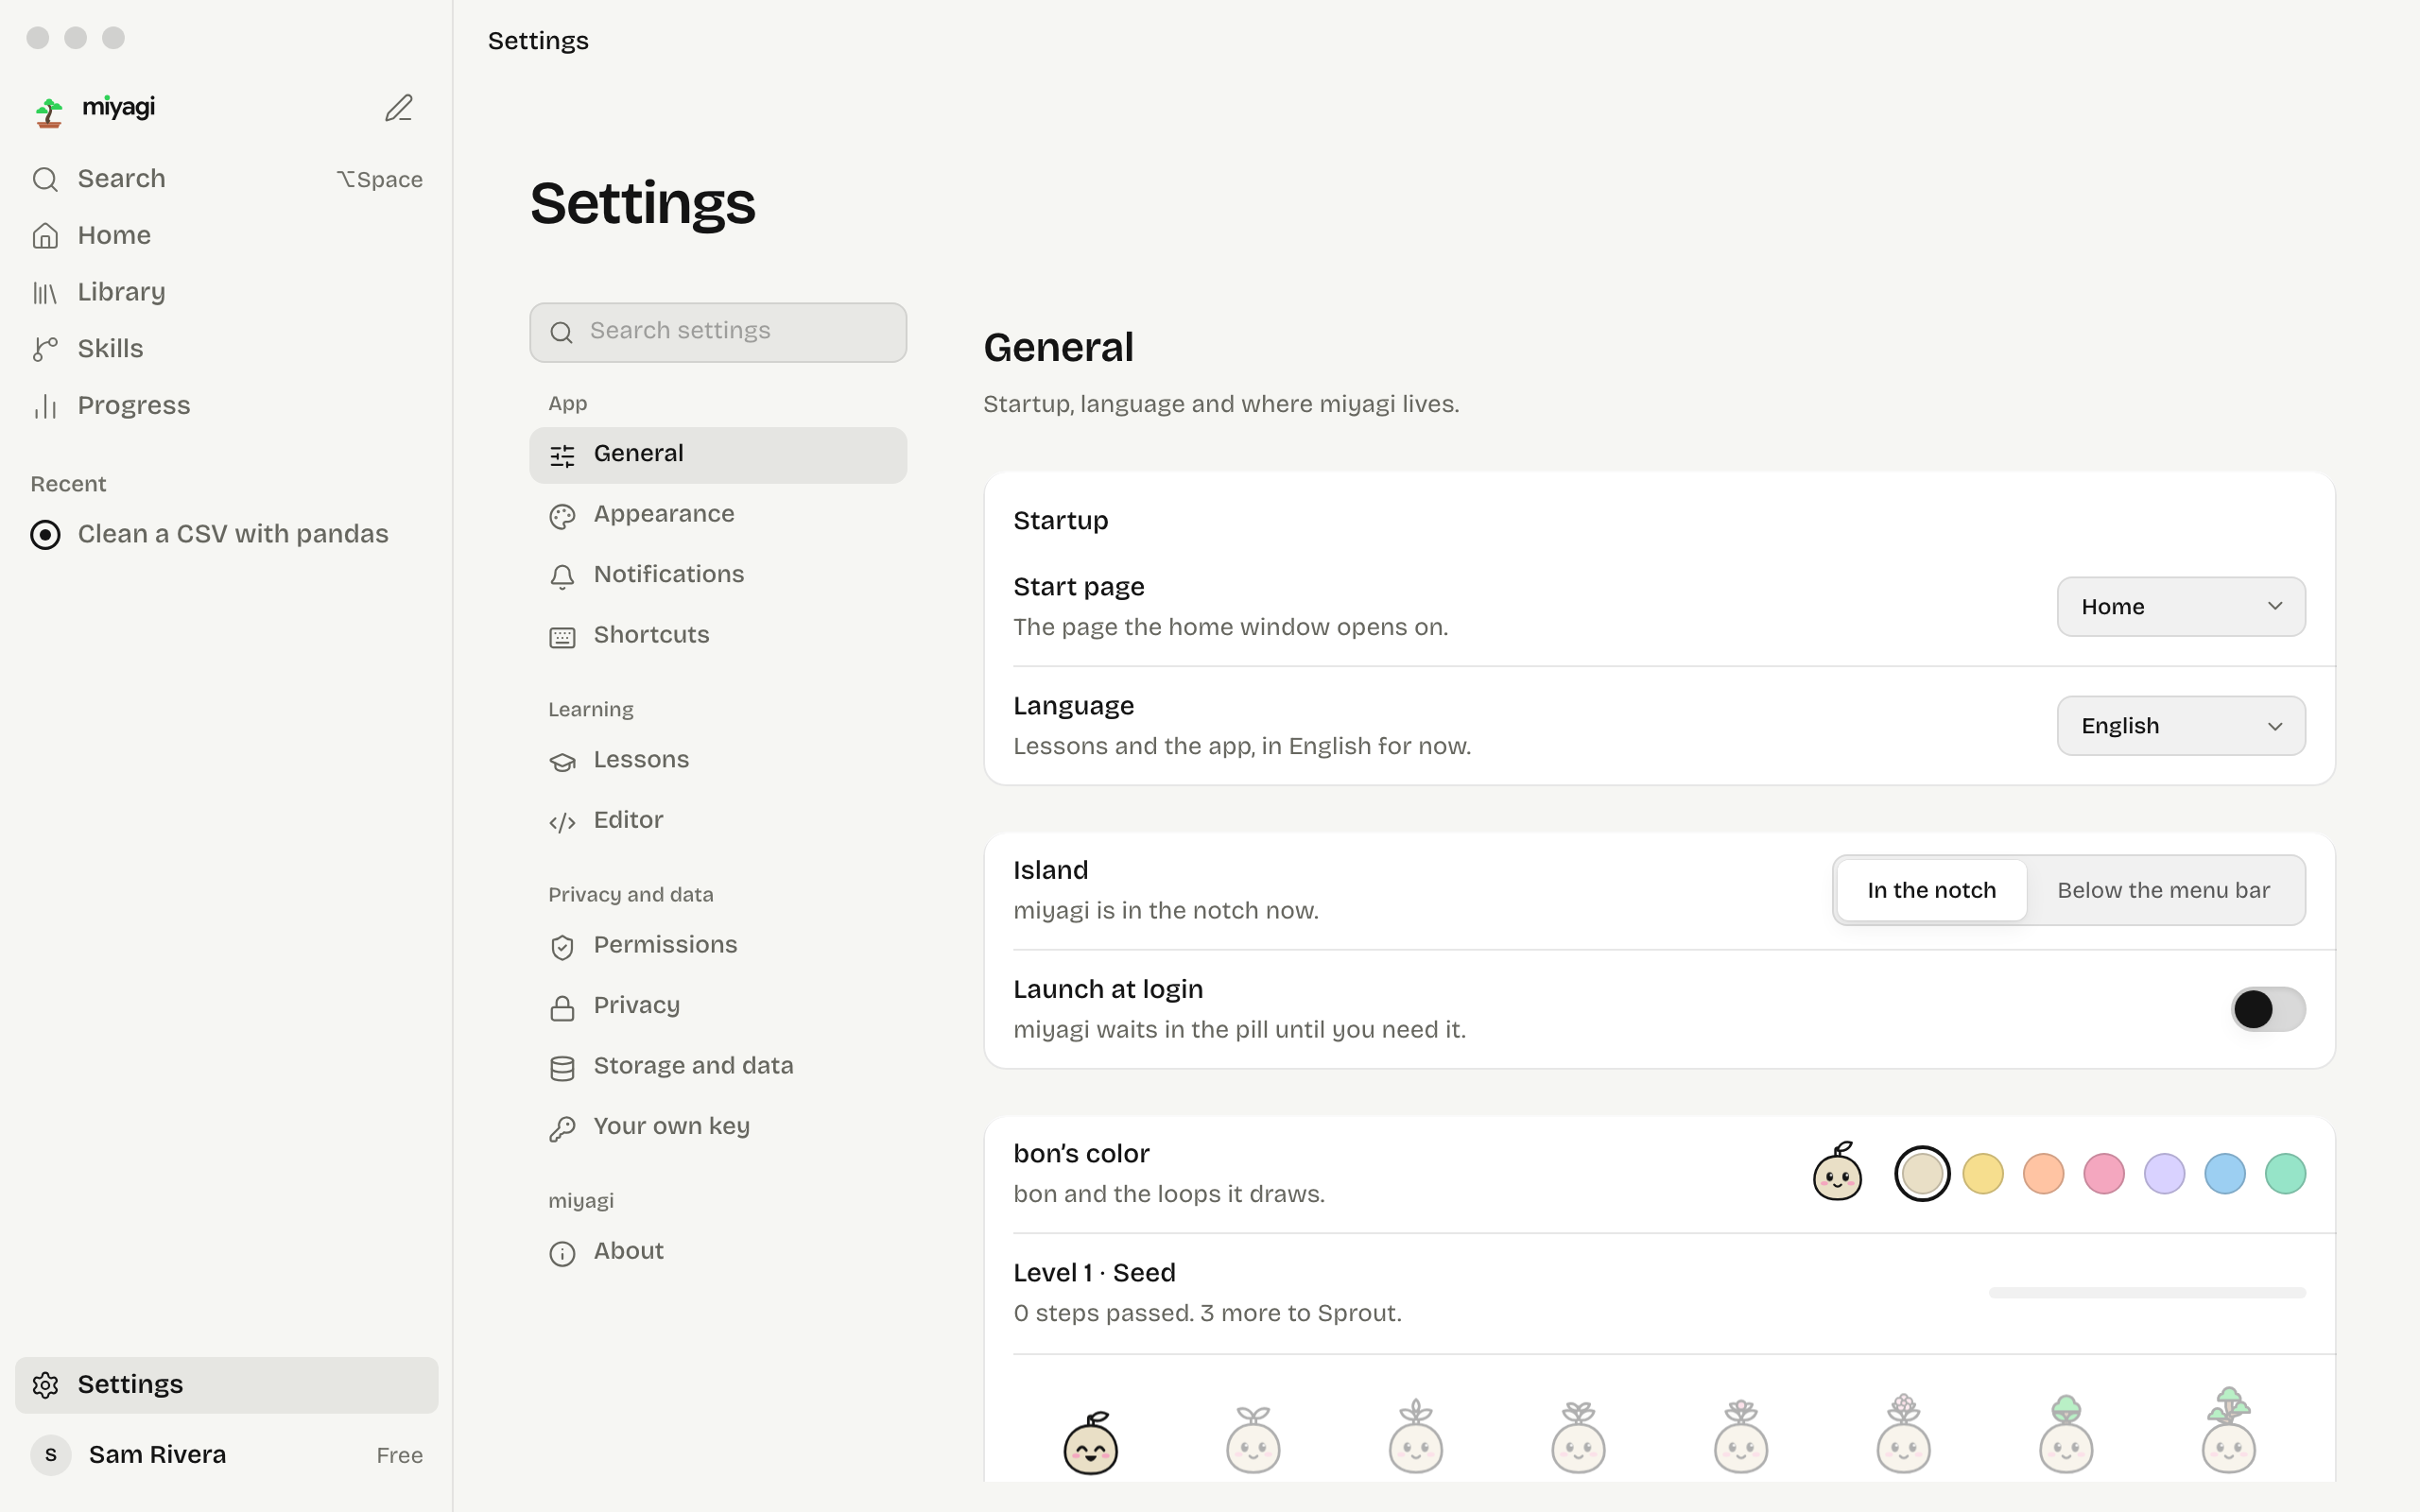 Settings
miyagi
Search
⌥Space
Home
Library
Skills
Progress
Recent
Clean a CSV with pandas
Settings
S
Sam Rivera
Free
Settings
Search settings
App
General
Appearance
Notifications
Shortcuts
Learning
Lessons
Editor
Privacy and data
Permissions
Privacy
Storage and data
Your own key
miyagi
About
General
Startup, language and where miyagi lives.
Startup
Start page
The page the home window opens on.
Home
Language
Lessons and the app, in English for now.
English
Island
miyagi is in the notch now.
In the notch
Below the menu bar
Launch at login
miyagi waits in the pill until you need it.
bon’s color
bon and the loops it draws.
Level 1 · Seed
0 steps passed. 3 more to Sprout.